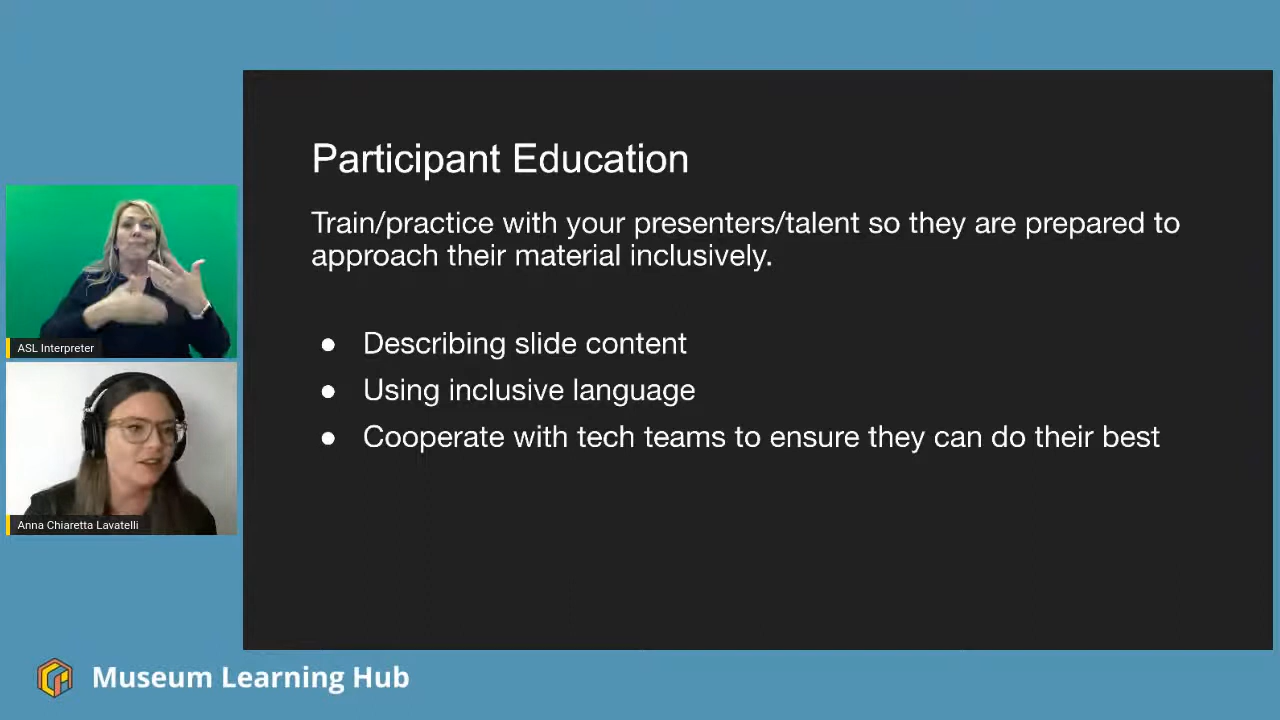 Participant Education
Train/practice with your presenters/talent so they are prepared to
approach their material inclusively.
● Describing slide content
● Using inclusive language
● Cooperate with tech teams to ensure they can do their best
ASL Interpreter
Anna Chiaretta Lavatelli
Museum Learning Hub